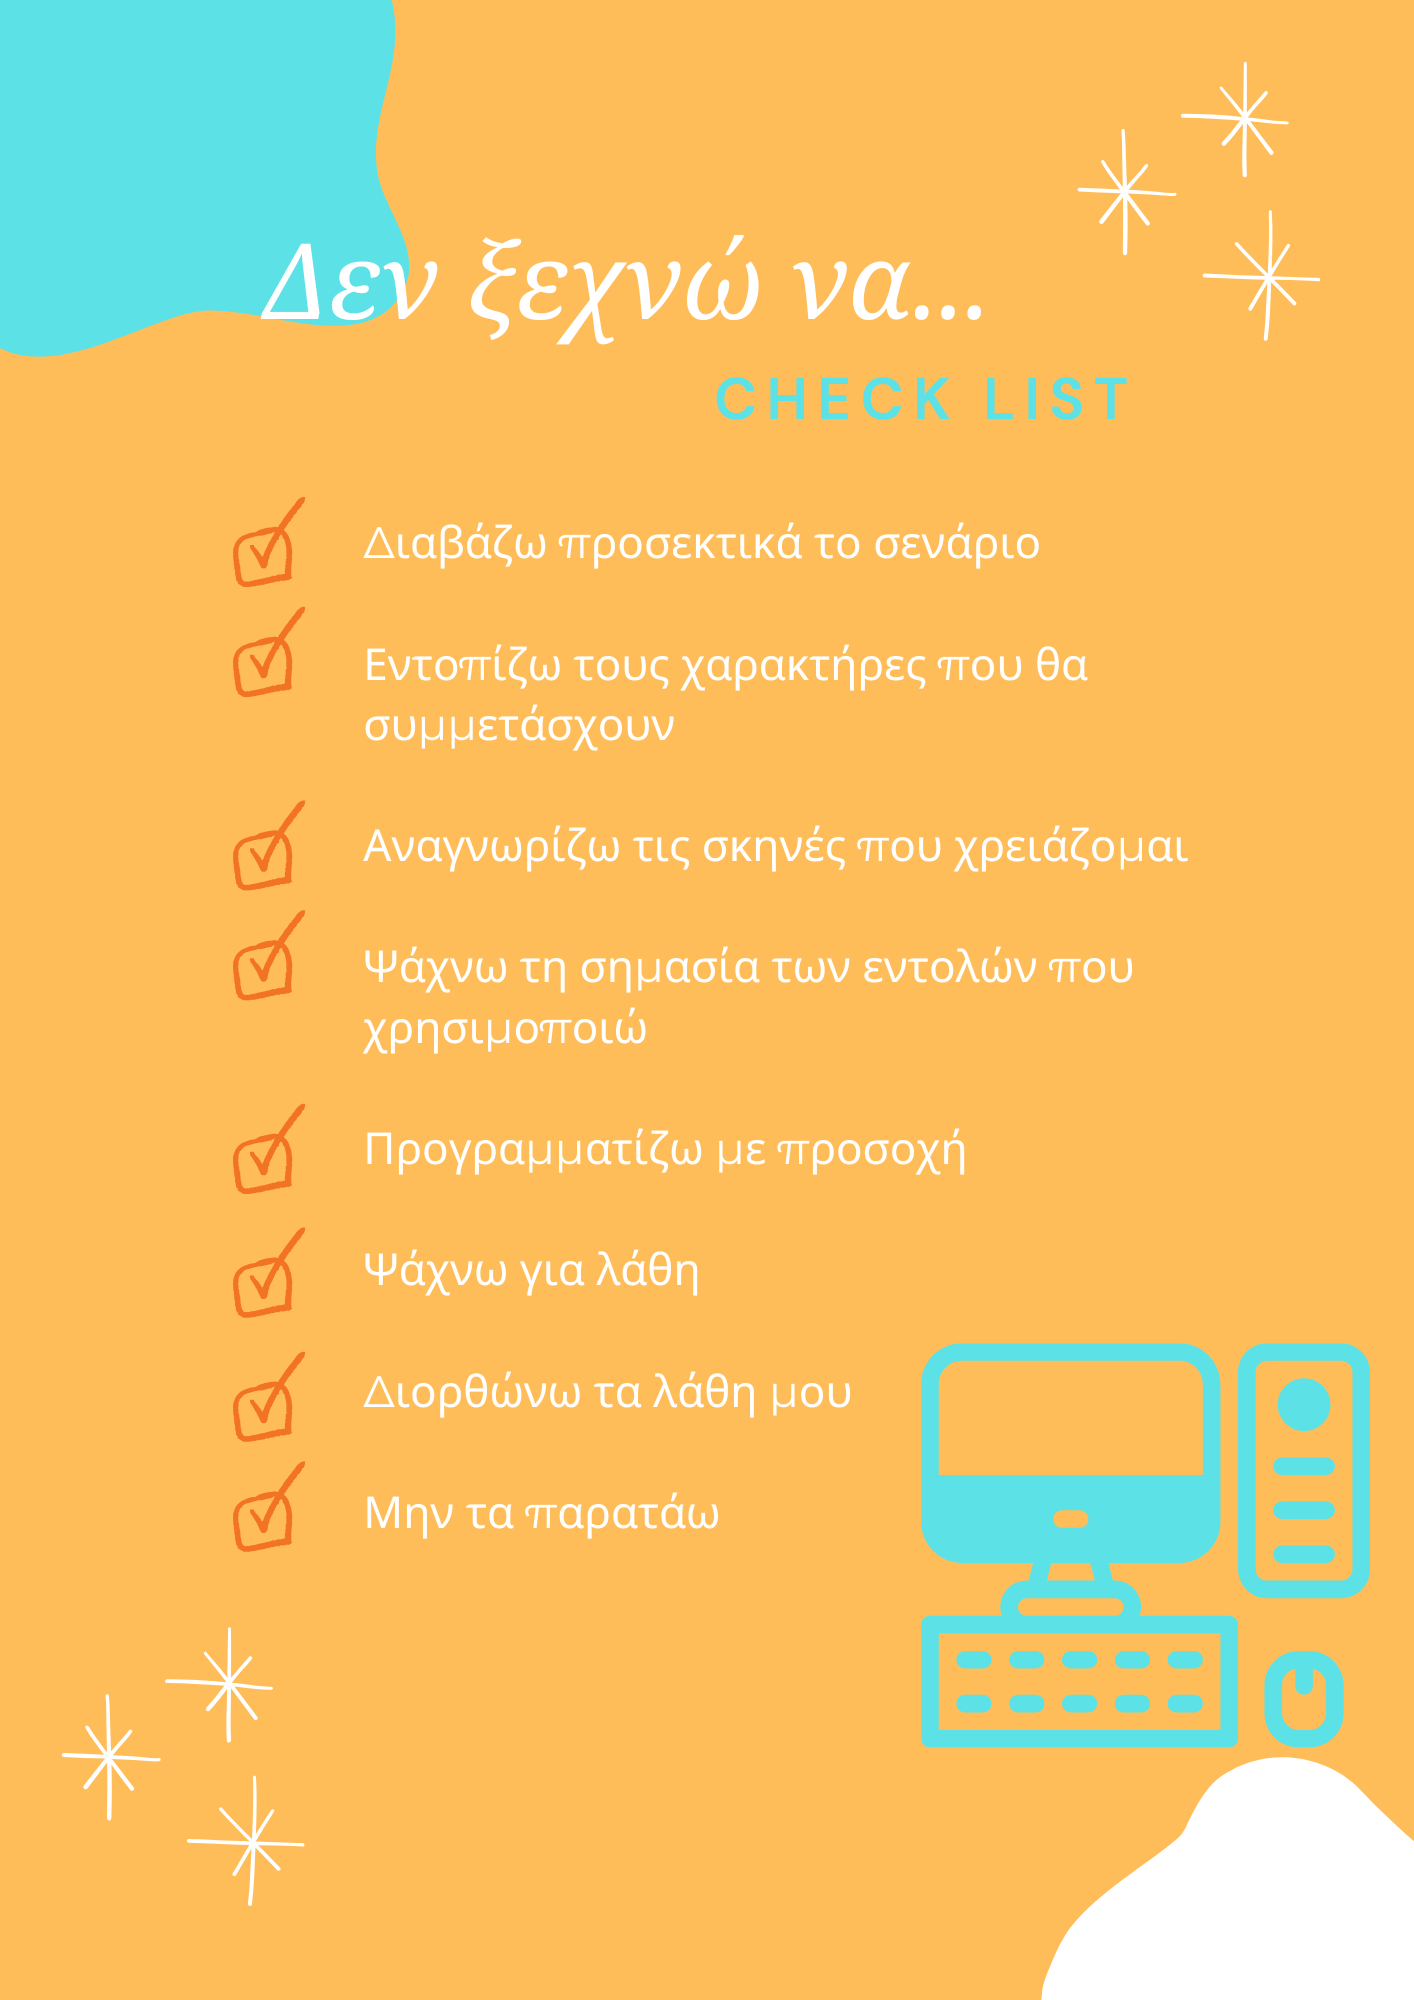 Δεν ξεχνώ να...
CHECK LIST
Διαβάζω προσεκτικά το σενάριο
Εντοπίζω τους χαρακτήρες που θα
συμμετάσχουν
Αναγνωρίζω τις σκηνές που χρειάζομαι
Ψάχνω τη σημασία των εντολών που
χρησιμοποιώ
Προγραμματίζω με προσοχή
Ψάχνω για λάθη
Διορθώνω τα λάθη μου
Μην τα παρατάω